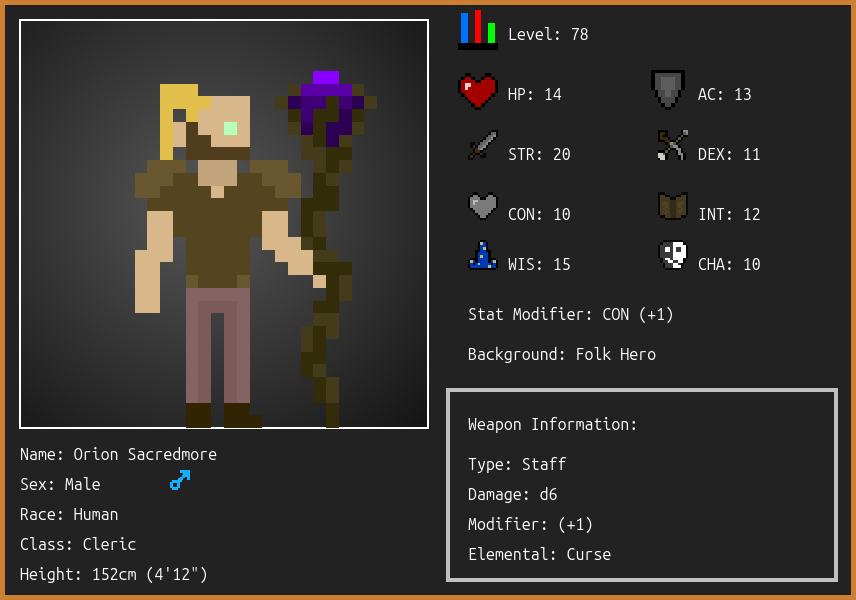 Level: 78
HP: 14
AC: 13
STR: 20
DEX: 11
CON: 10
INT: 12
WIS: 15
CHA: 10
Stat Modifier: CON (+1)
Background: Folk Hero
Weapon Information:
Type: Staff
Damage: d6
Modifier: (+1)
Elemental: Curse
Name: Orion Sacredmore
Sex: Male
Race: Human
Class: Cleric
Height: 152cm (4'12")